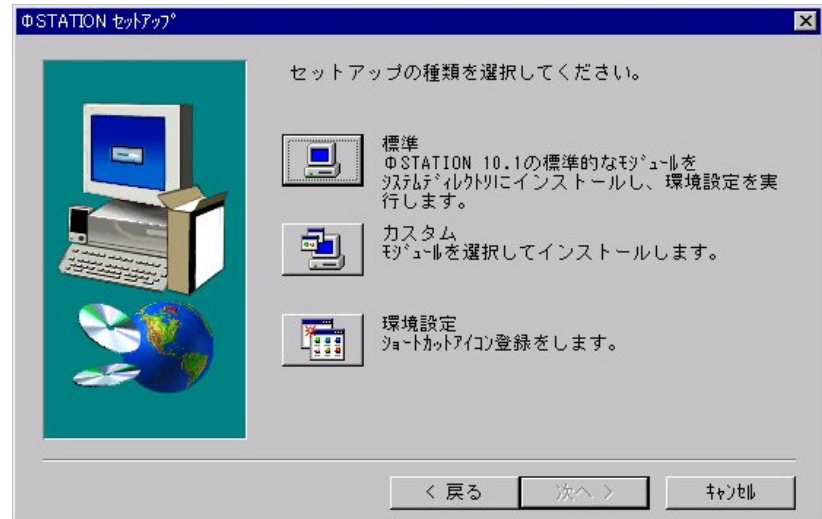 ΦSTATION ｾｯﾄｱｯﾌﾟ
セットアップの種類を選択してください。
標準
ΦSTATION 10.1の標準的なﾓｼﾞｭｰﾙを
ｼｽﾃﾑﾃﾞｨﾚｸﾄﾘにインストールし、環境設定を実
行します。
カスタム
ﾓｼﾞｭｰﾙを選択してインストールします。
環境設定
ｼｮｰﾄｶｯﾄｱｲｺﾝ登録をします。
< 戻る
次へ >
ｷｬﾝｾﾙ